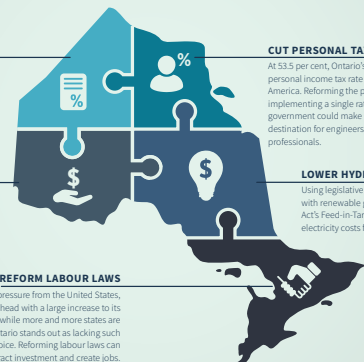 %
%
CUT PERSONAL TA
At 53.5 per cent, Ontario's
personal income tax rate
America. Reforming the p
implementing a single ra
government could make
destination for engineers
professionals.
$
$
LOWER HYD
Using legislative
with renewable
Act's Feed-in-Tar
electricity costs
REFORM LABOUR LAWS
pressure from the United States,
head with a large increase to its
while more and more states are
tario stands out as lacking such
oice. Reforming labour laws can
ract investment and create jobs.